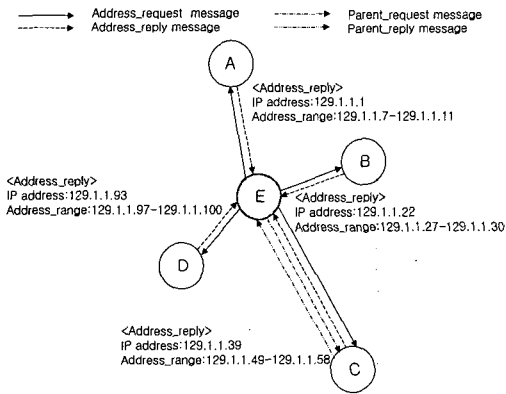 Address_request message
Parent_request message
Address_reply message
Parent_reply message
A
<Address_reply>
IP address:129.1.1.1
Address_range:129.1.1.7-129.1.1.11
B
<Address_reply>
IP address:129.1.1.93
Address_range:129.1.1.97-129.1.1.100
E
<Address_reply>
IP address:129.1.1.22
Address_range:129.1.1.27-129.1.1.30
D
<Address_reply>
IP address:129.1.1.39
Address_range:129.1.1.49-129.1.1.58
C